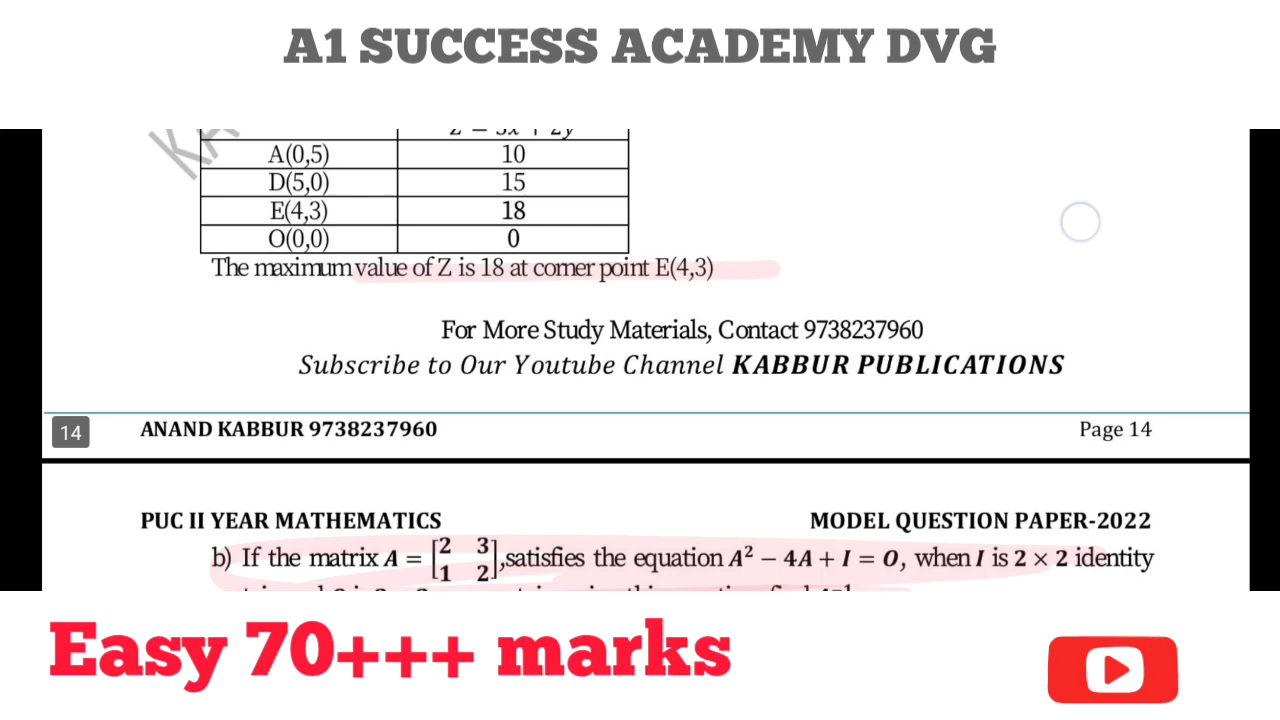 A1 SUCCESS ACADEMY DVG
A(0,5) 10
D(5,0) 15
E(4,3) 18
O(0,0) 0
The maximum value of Z is 18 at corner point E(4,3)
For More Study Materials, Contact 9738237960
Subscribe to Our Youtube Channel KABBUR PUBLICATIONS
14 ANAND KABBUR 9738237960 Page 14
PUC II YEAR MATHEMATICS MODEL QUESTION PAPER-2022
b) If the matrix A = [2 3
1 2],satisfies the equation A² − 4A + I = O, when I is 2 × 2 identity
Easy 70+++ marks